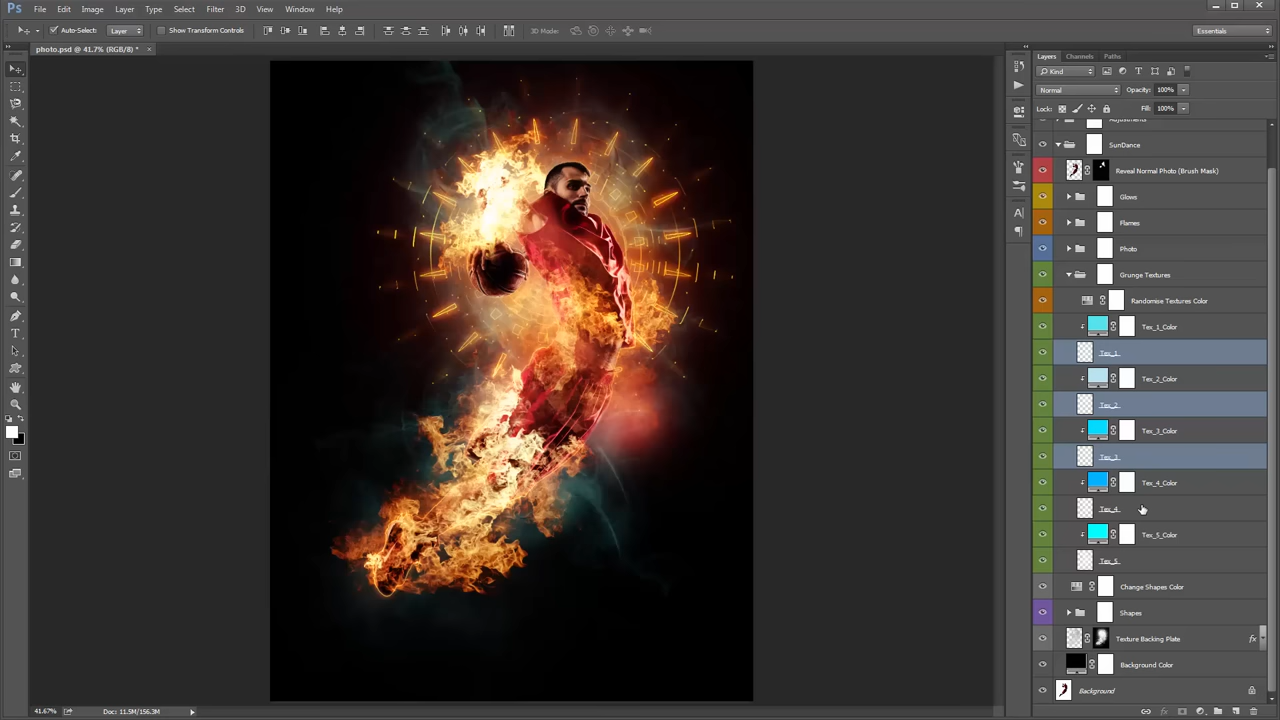 Ps File Edit Image Layer Type Select Filter 3D View Window Help
Auto-Select: Layer Show Transform Controls 3D Mode: Essentials
photo.psd @ 41.7% (RGB/8) * ×
Layers Channels Paths
Kind
Normal Opacity: 100%
Lock: Fill: 100%
Adjustments
SunDance
Reveal Normal Photo (Brush Mask)
Glows
Flames
Photo
Grunge Textures
Randomise Textures Color
Tex_1_Color
Tex_1
Tex_2_Color
Tex_2
Tex_3_Color
Tex_3
Tex_4_Color
Tex_4
Tex_5_Color
Tex_5
Change Shapes Color
Shapes
Texture Backing Plate fx
Background Color
Background
41.67% Doc: 11.5M/156.3M